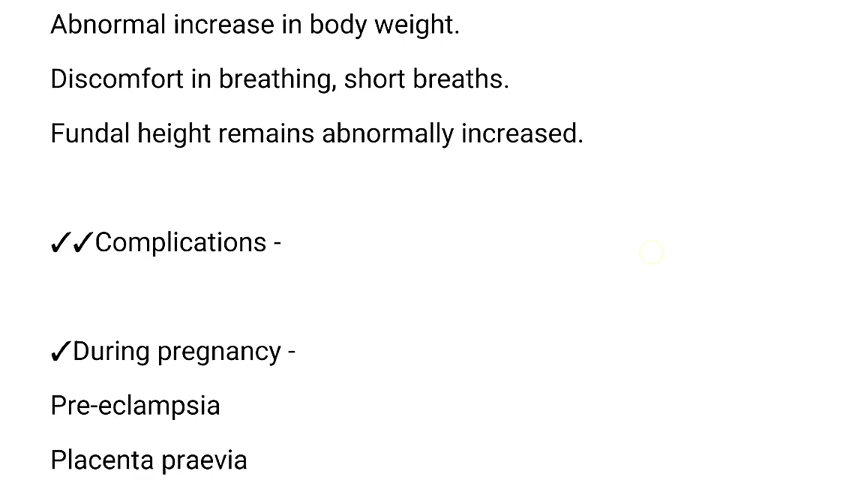 Abnormal increase in body weight.
Discomfort in breathing, short breaths.
Fundal height remains abnormally increased.
✓✓Complications -
✓During pregnancy -
Pre-eclampsia
Placenta praevia